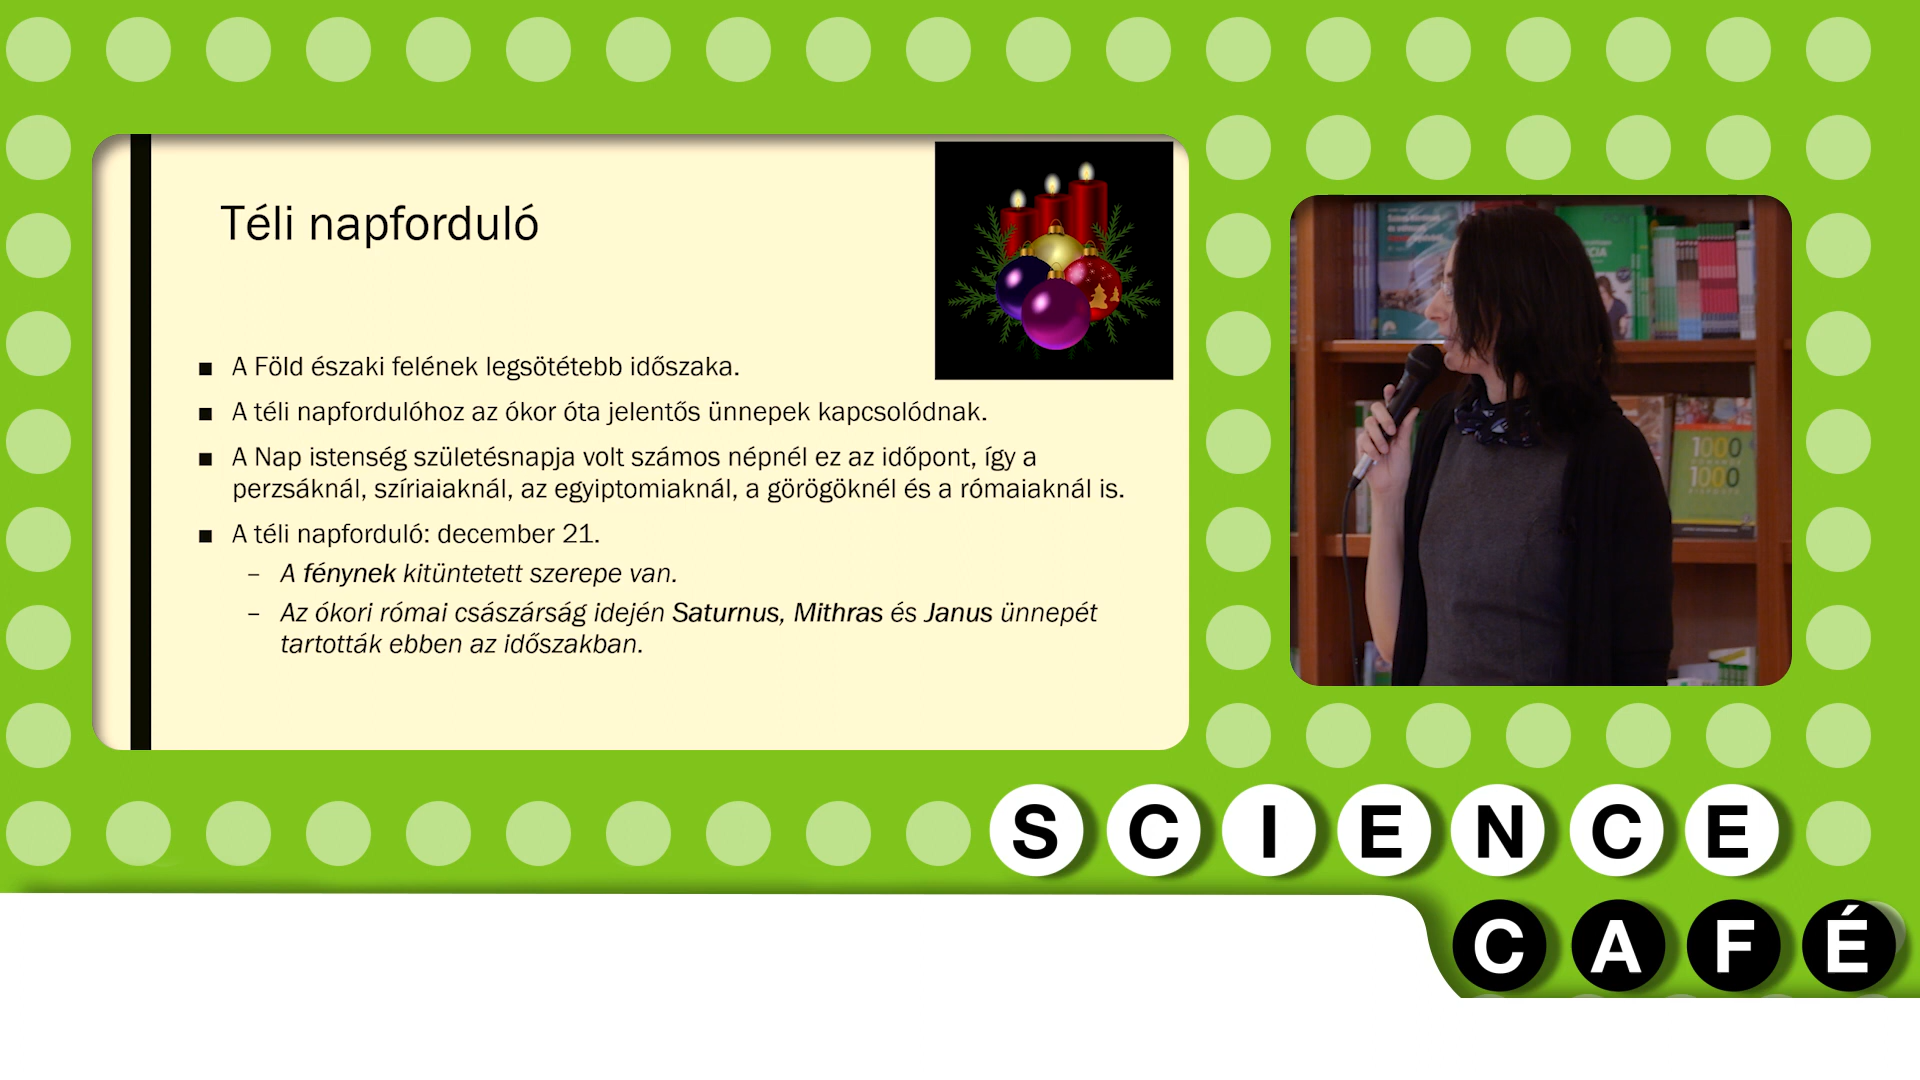 Téli napforduló
■ A Föld északi felének legsötétebb időszaka.
■ A téli napfordulóhoz az ókor óta jelentős ünnepek kapcsolódnak.
■ A Nap istenség születésnapja volt számos népnél ez az időpont, így a
perzsáknál, szíriaiaknál, az egyiptomiaknál, a görögöknél és a rómaiaknál is.
■ A téli napforduló: december 21.
– A fénynek kitüntetett szerepe van.
– Az ókori római császárság idején Saturnus, Mithras és Janus ünnepét
tartották ebben az időszakban.
1000
1000
SCIENCE
CAFÉ